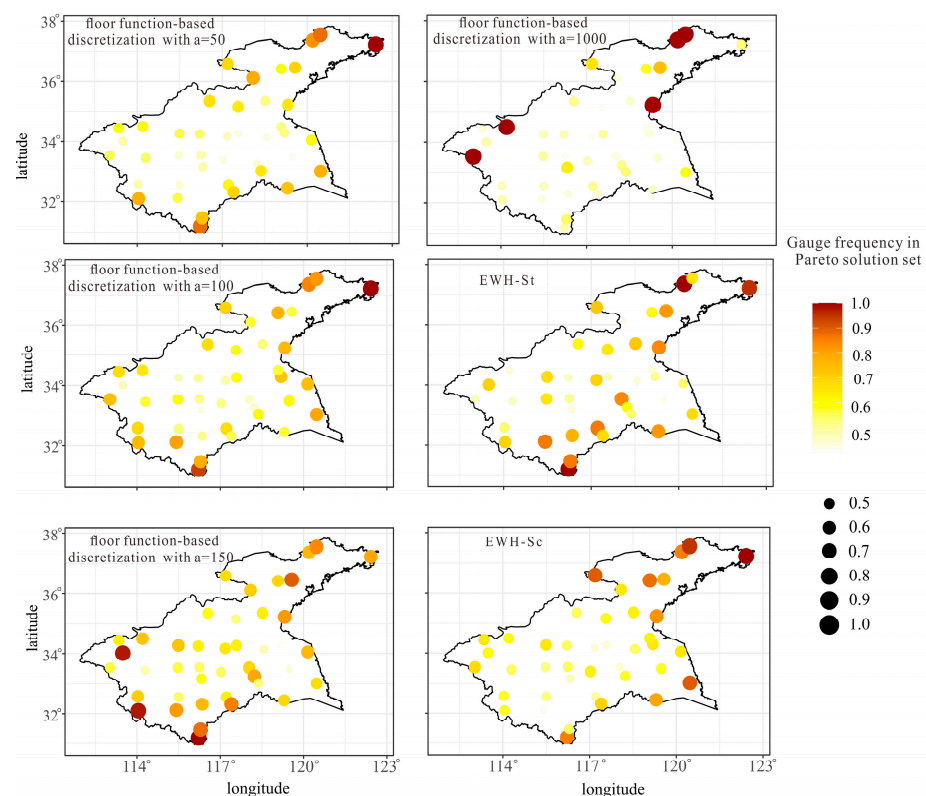 floor function-based
discretization with a=50
floor function-based
discretization with a=1000
38°
36°
34°
32°
latitude
floor function-based
discretization with a=100
EWH-St
38°
36°
34°
32°
latitude
floor function-based
discretization with a=150
EWH-Sc
38°
36°
34°
32°
latitude
114°
117°
120°
123°
longitude
114°
117°
120°
123°
longitude
Gauge frequency in
Pareto solution set
1.0
0.9
0.8
0.7
0.6
0.5
0.5
0.6
0.7
0.8
0.9
1.0